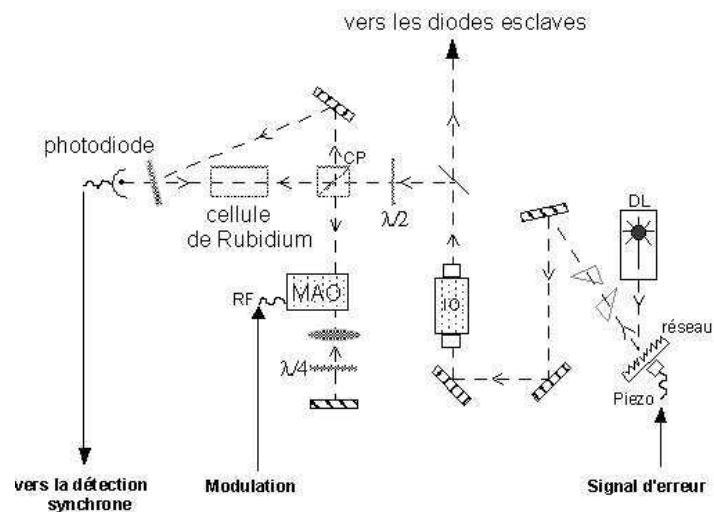 vers les diodes esclaves
photodiode
CP
λ/2
cellule
de Rubidium
DL
RF
MAO
IO
réseau
λ/4
Piezo
vers la détection
synchrone
Modulation
Signal d'erreur